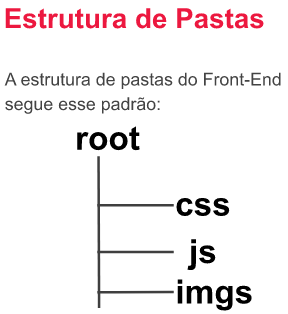 Estrutura de Pastas
A estrutura de pastas do Front-End
segue esse padrão:
root
css
js
imgs